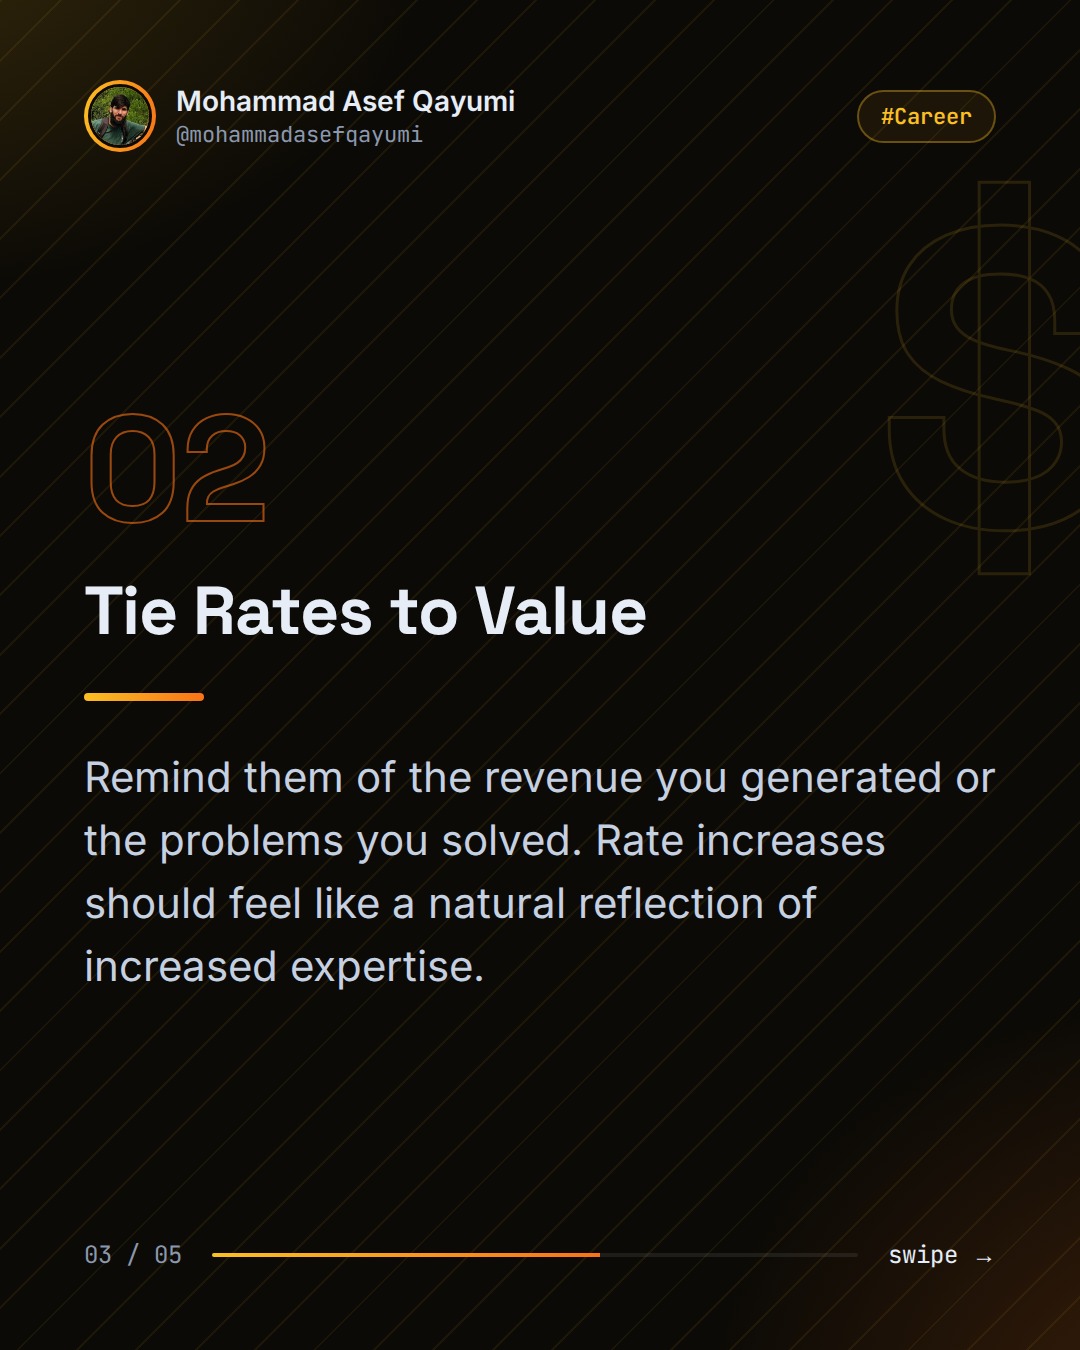 Mohammad Asef Qayumi
@mohammadasefqayumi
#Career
$
02
Tie Rates to Value
Remind them of the revenue you generated or
the problems you solved. Rate increases
should feel like a natural reflection of
increased expertise.
03 / 05
swipe →